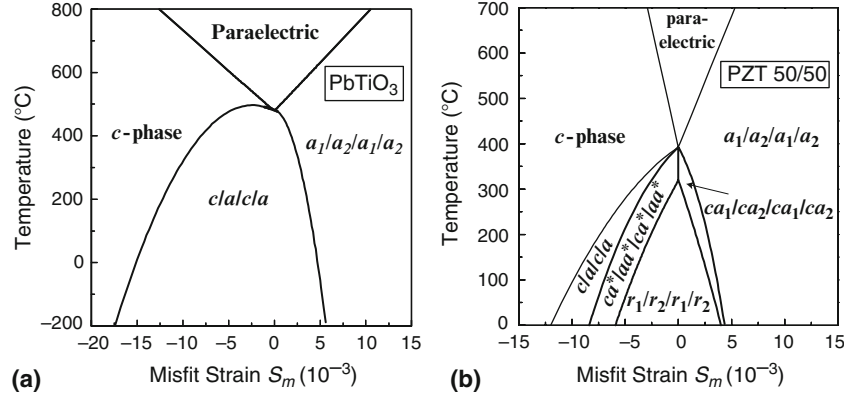 800
600
400
200
0
−200
Temperature (°C)
Paraelectric
PbTiO3
c-phase
a1/a2/a1/a2
c/a/c/a
−20 −15 −10 −5 0 5 10 15
Misfit Strain Sm (10−3)
(a)
700
600
500
400
300
200
100
0
Temperature (°C)
para-
electric
PZT 50/50
c-phase
a1/a2/a1/a2
ca1/ca2/ca1/ca2
c/a/c/a
ca*/aa*/ca*/aa*
r1/r2/r1/r2
−15 −10 −5 0 5 10 15
Misfit Strain Sm (10−3)
(b)